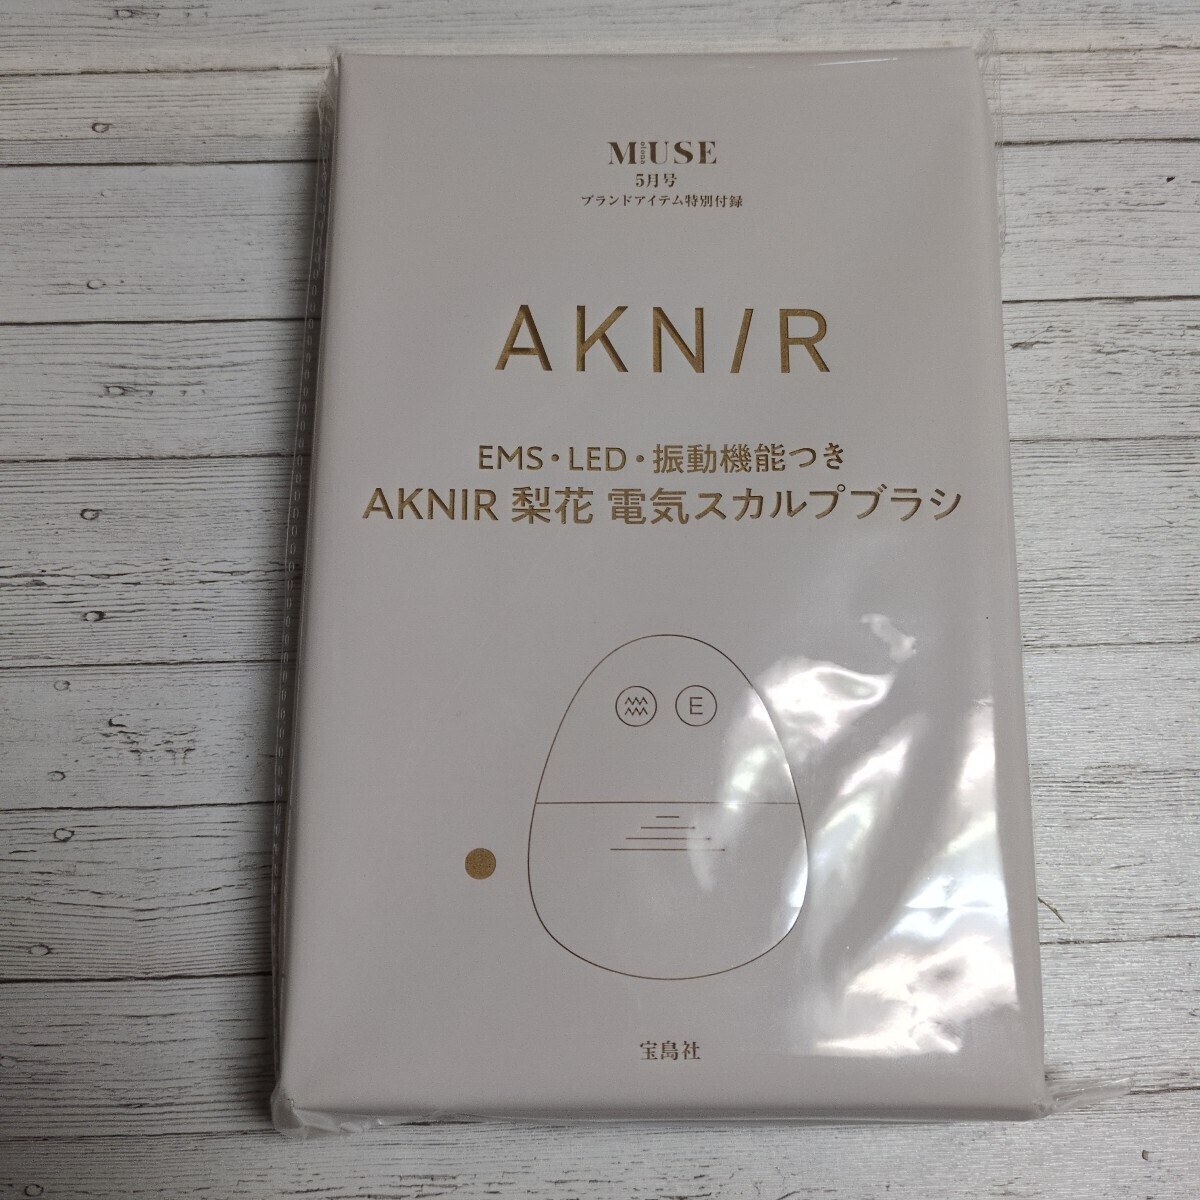 otona MUSE
5月号
ブランドアイテム特別付録
AKNIR
EMS・LED・振動機能つき
AKNIR 梨花 電気スカルプブラシ
E
宝島社